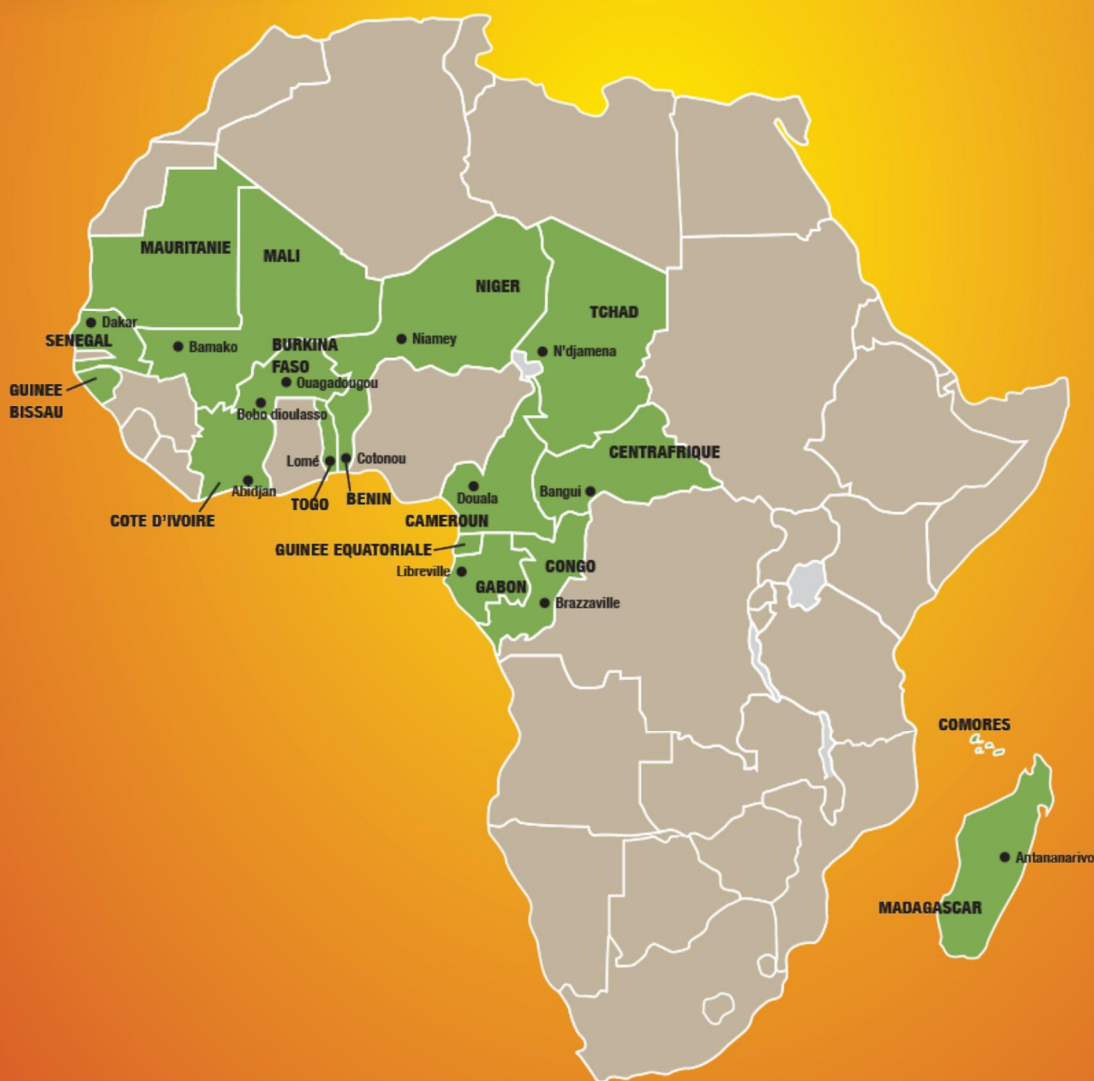 MAURITANIE
MALI
NIGER
TCHAD
Dakar
SENEGAL
Bamako
BURKINA
FASO
Niamey
N'djamena
Ouagadougou
GUINEE
BISSAU
Bobo dioulasso
CENTRAFRIQUE
Lomé
Cotonou
Abidjan
Douala
Bangui
TOGO
BENIN
COTE D'IVOIRE
CAMEROUN
GUINEE EQUATORIALE
CONGO
Libreville
GABON
Brazzaville
COMORES
Antananarivo
MADAGASCAR